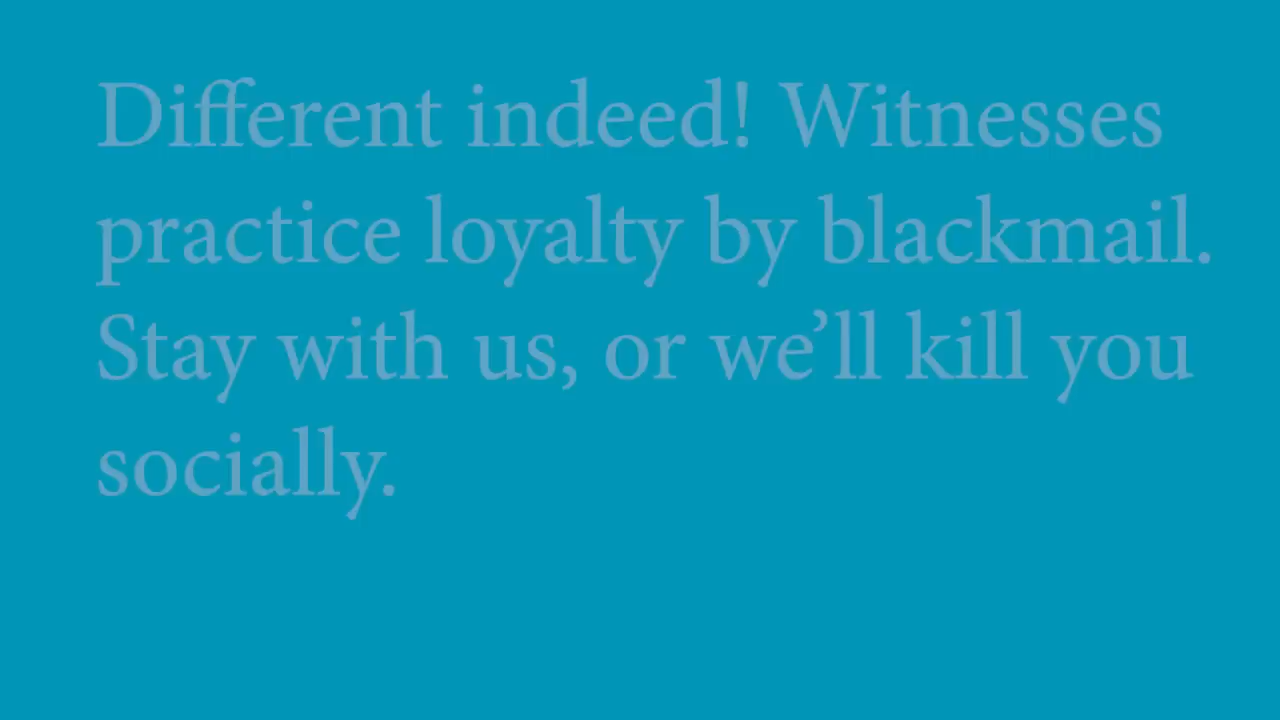 Different indeed! Witnesses
practice loyalty by blackmail.
Stay with us, or we’ll kill you
socially.